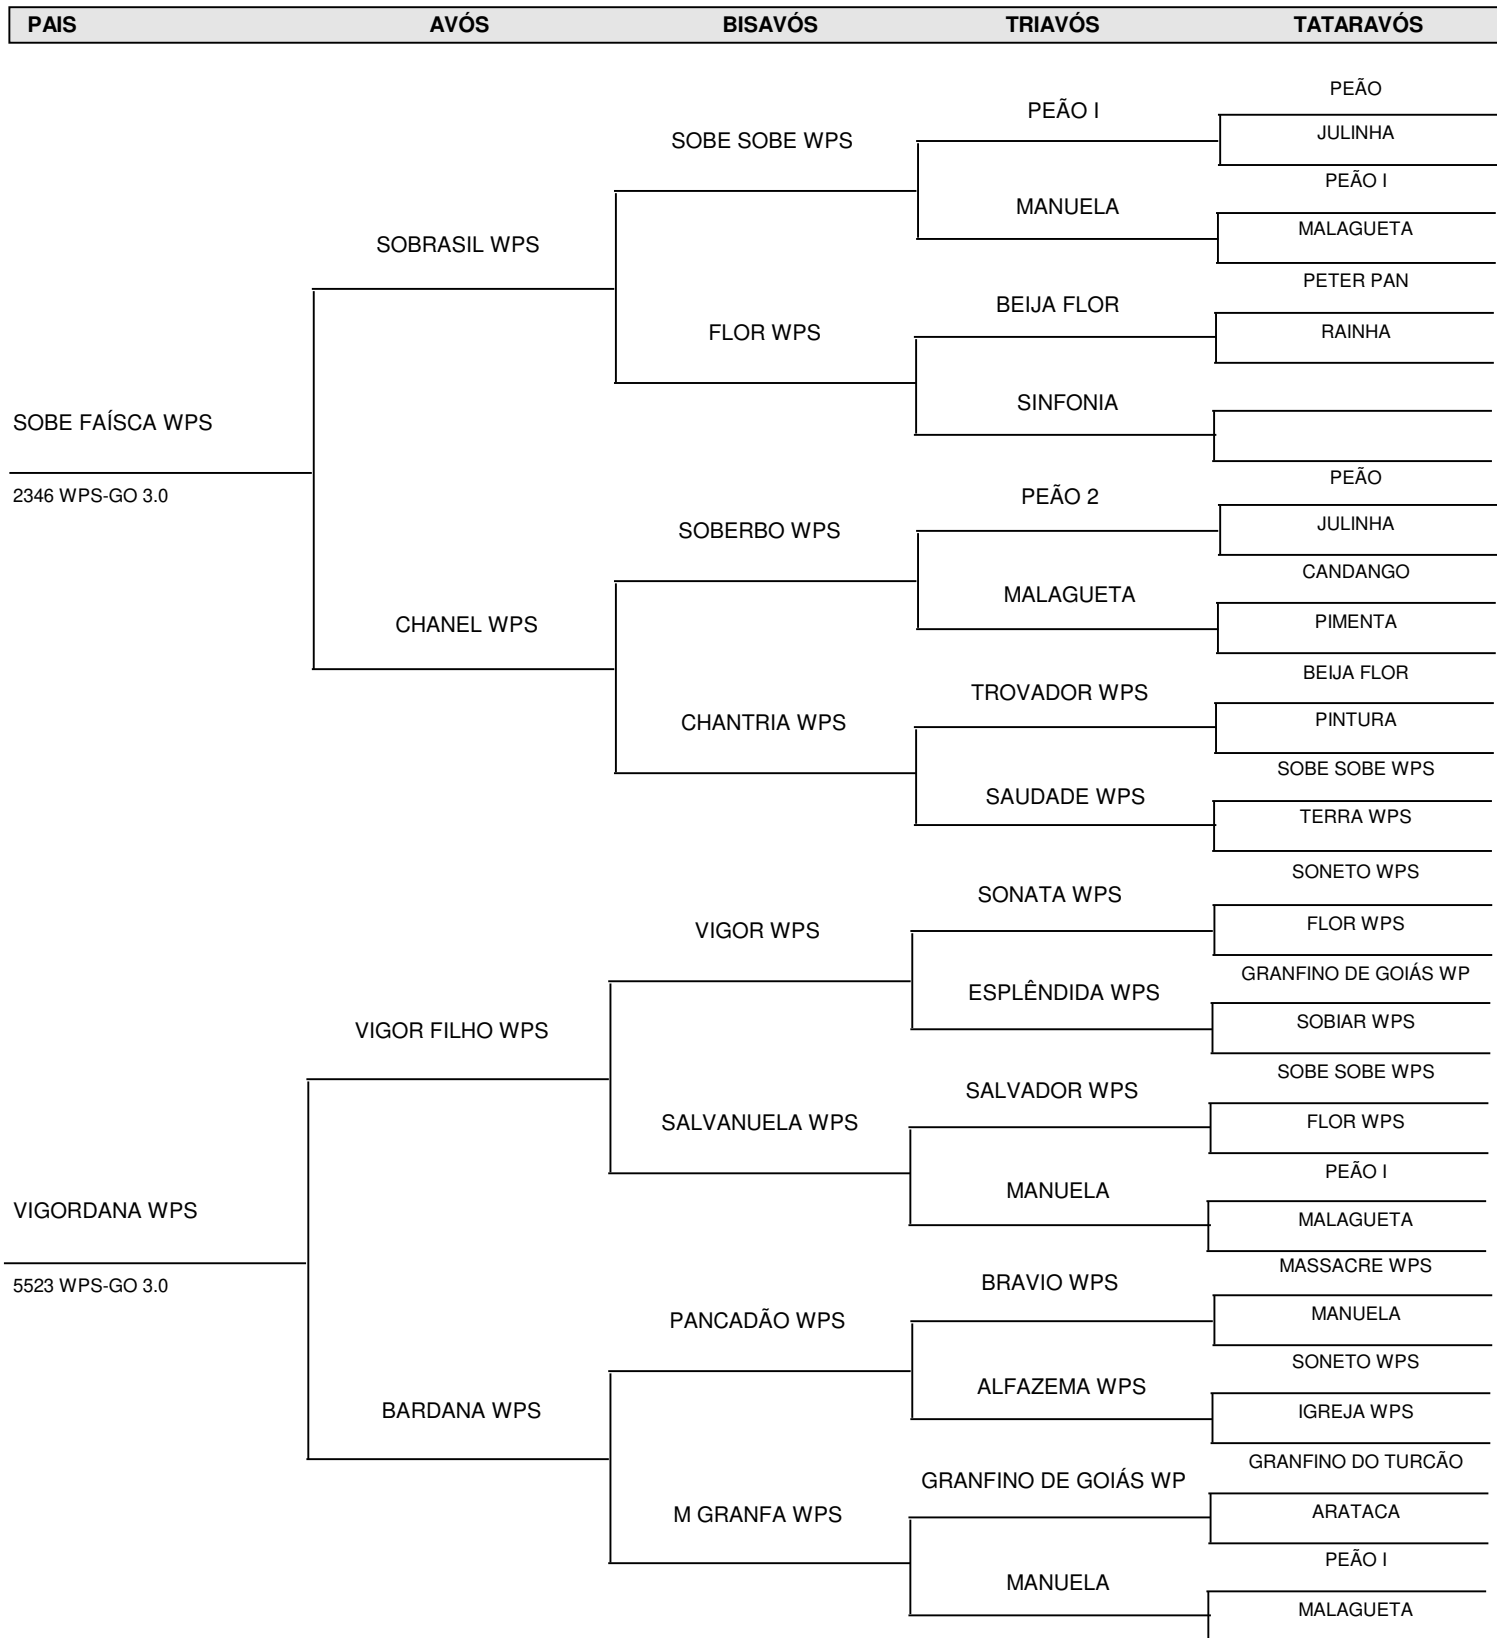 PAIS AVÓS BISAVÓS TRIAVÓS TATARAVÓS
PEÃO
PEÃO I
JULINHA
SOBE SOBE WPS
PEÃO I
MANUELA
MALAGUETA
SOBRASIL WPS
PETER PAN
BEIJA FLOR
RAINHA
FLOR WPS
SINFONIA
SOBE FAÍSCA WPS
PEÃO
2346 WPS-GO 3.0
PEÃO 2
JULINHA
SOBERBO WPS
CANDANGO
MALAGUETA
PIMENTA
CHANEL WPS
BEIJA FLOR
TROVADOR WPS
PINTURA
CHANTRIA WPS
SOBE SOBE WPS
SAUDADE WPS
TERRA WPS
SONETO WPS
SONATA WPS
FLOR WPS
VIGOR WPS
GRANFINO DE GOIÁS WP
ESPLÊNDIDA WPS
SOBIAR WPS
VIGOR FILHO WPS
SOBE SOBE WPS
SALVADOR WPS
FLOR WPS
SALVANUELA WPS
PEÃO I
MANUELA
VIGORDANA WPS
MALAGUETA
MASSACRE WPS
5523 WPS-GO 3.0
BRAVIO WPS
MANUELA
PANCADÃO WPS
SONETO WPS
ALFAZEMA WPS
IGREJA WPS
BARDANA WPS
GRANFINO DO TURCÃO
GRANFINO DE GOIÁS WP
ARATACA
M GRANFA WPS
PEÃO I
MANUELA
MALAGUETA